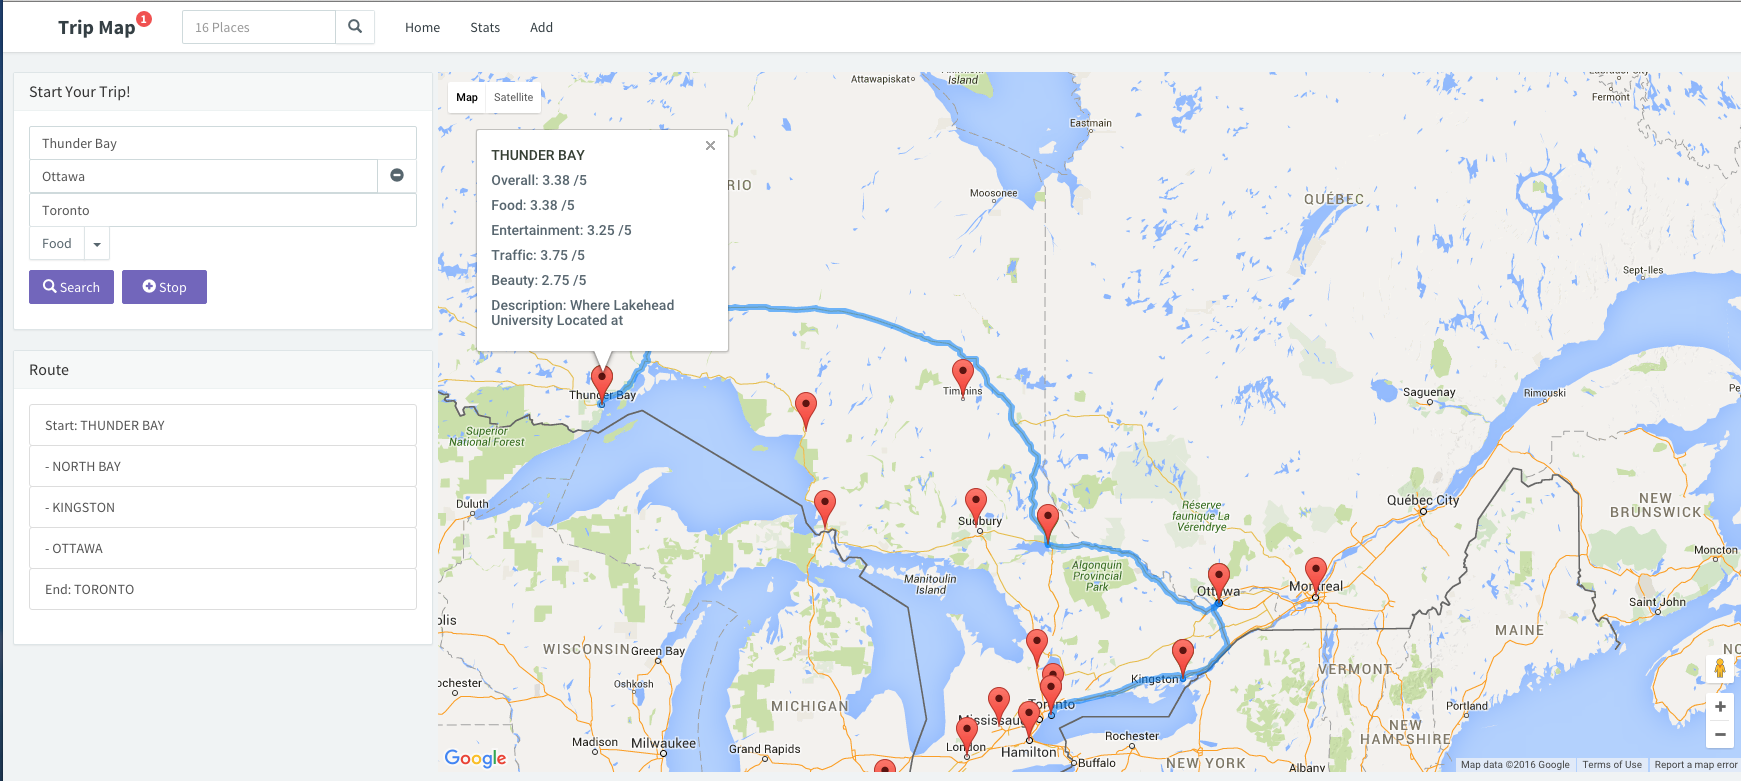 Trip Map 1
16 Places
Home Stats Add
Start Your Trip!
Thunder Bay
Ottawa
Toronto
Food
Search Stop
Route
Start: THUNDER BAY
- NORTH BAY
- KINGSTON
- OTTAWA
End: TORONTO
Map Satellite
THUNDER BAY
Overall: 3.38 /5
Food: 3.38 /5
Entertainment: 3.25 /5
Traffic: 3.75 /5
Beauty: 2.75 /5
Description: Where Lakehead
University Located at
Attawapiskat
Island
Fermont
Eastmain
RIO
Moosonee
QUÉBEC
Sept-Iles
Thunder Bay
Timmins
Saguenay
Rimouski
Superior
National Forest
Duluth
Sudbury
Réserve
faunique La
Vérendrye
Québec City
NEW
BRUNSWICK
Moncton
Manitoulin
Island
Algonquin
Provincial
Park
Ottawa
Montreal
Saint John
olis
WISCONSIN
Green Bay
MAINE
NO
VERMONT
ochester
Oshkosh
Kingston
MICHIGAN
Toronto
Portland
Mississau
NEW
HAMPSHIRE
Madison
Milwaukee
Grand Rapids
London
Hamilton
Rochester
Buffalo
NEW YORK
Albany
Google
Map data ©2016 Google Terms of Use Report a map error